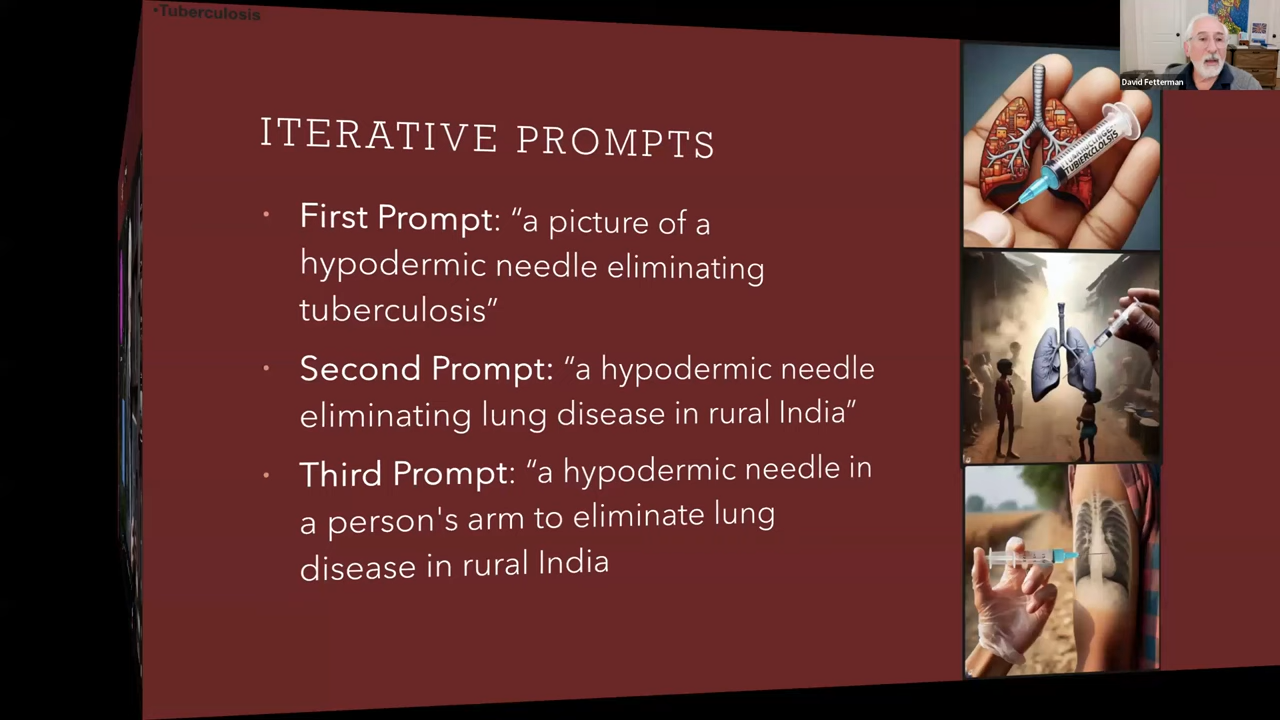 •Tuberculosis
David Fetterman
ITERATIVE PROMPTS
• First Prompt: “a picture of a
hypodermic needle eliminating
tuberculosis”
• Second Prompt: “a hypodermic needle
eliminating lung disease in rural India”
• Third Prompt: “a hypodermic needle in
a person's arm to eliminate lung
disease in rural India